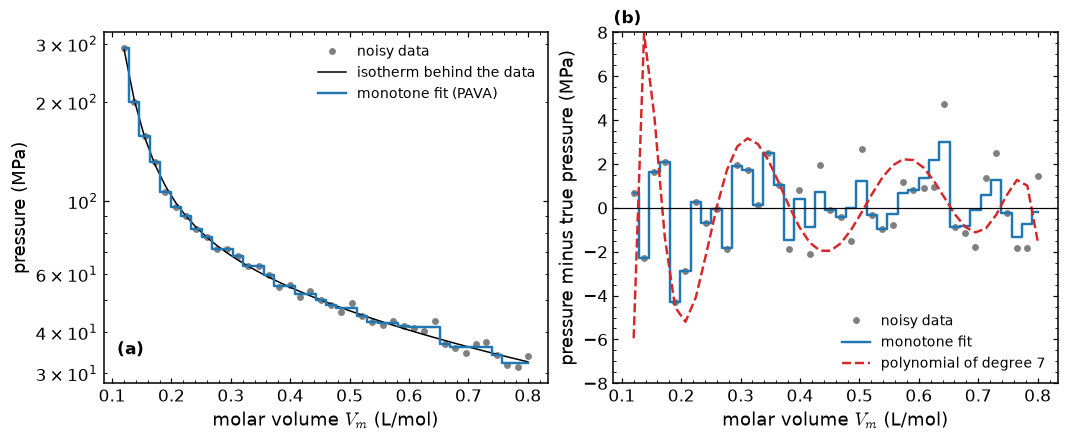 3 × 10²
2 × 10²
10²
6 × 10¹
4 × 10¹
3 × 10¹
pressure (MPa)
noisy data
isotherm behind the data
monotone fit (PAVA)
(a)
0.1 0.2 0.3 0.4 0.5 0.6 0.7 0.8
molar volume Vₘ (L/mol)
(b)
8
6
4
2
0
−2
−4
−6
−8
pressure minus true pressure (MPa)
noisy data
monotone fit
polynomial of degree 7
0.1 0.2 0.3 0.4 0.5 0.6 0.7 0.8
molar volume Vₘ (L/mol)